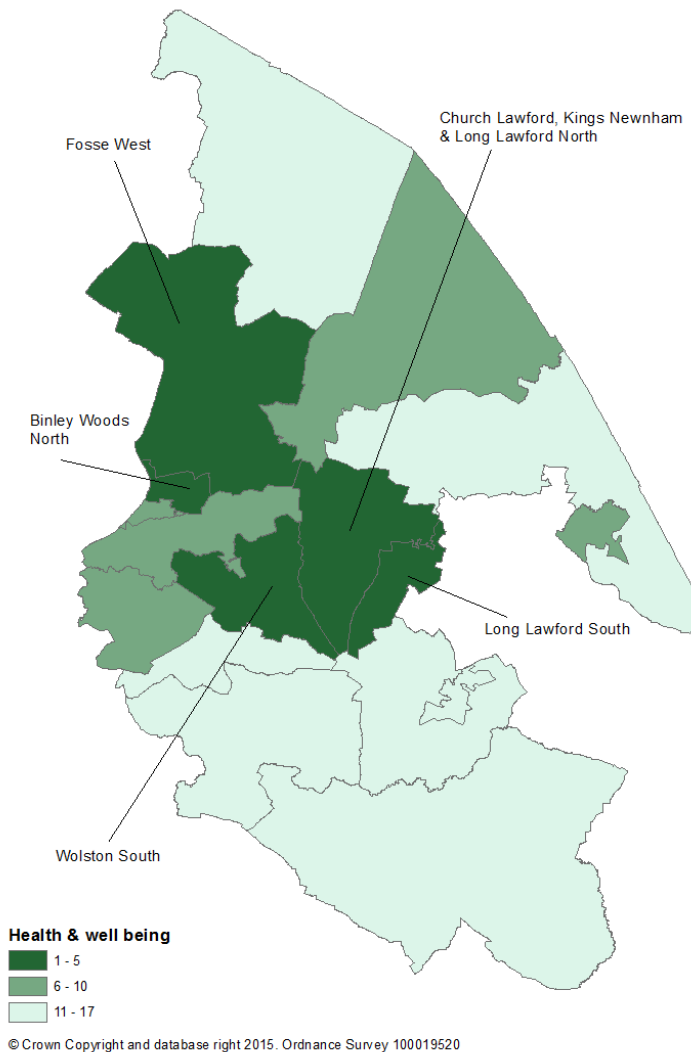 Church Lawford, Kings Newnham
& Long Lawford North
Fosse West
Binley Woods
North
Long Lawford South
Wolston South
Health & well being
1 - 5
6 - 10
11 - 17
© Crown Copyright and database right 2015. Ordnance Survey 100019520